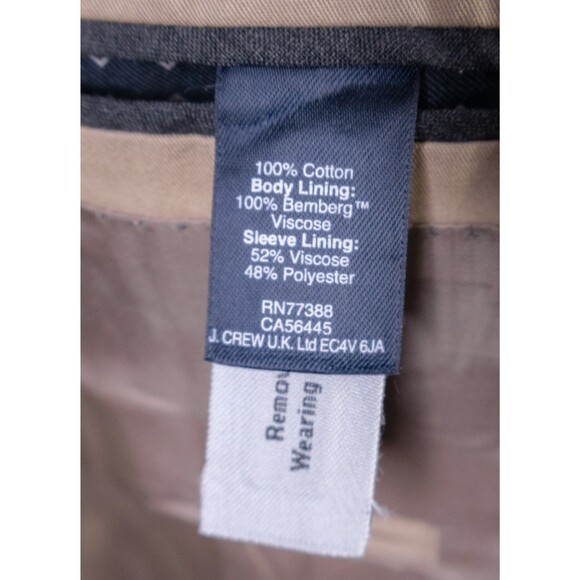 100% Cotton
Body Lining:
100% Bemberg™
Viscose
Sleeve Lining:
52% Viscose
48% Polyester
RN77388
CA56445
J. CREW U.K. Ltd EC4V 6JA
Remov
Wearing